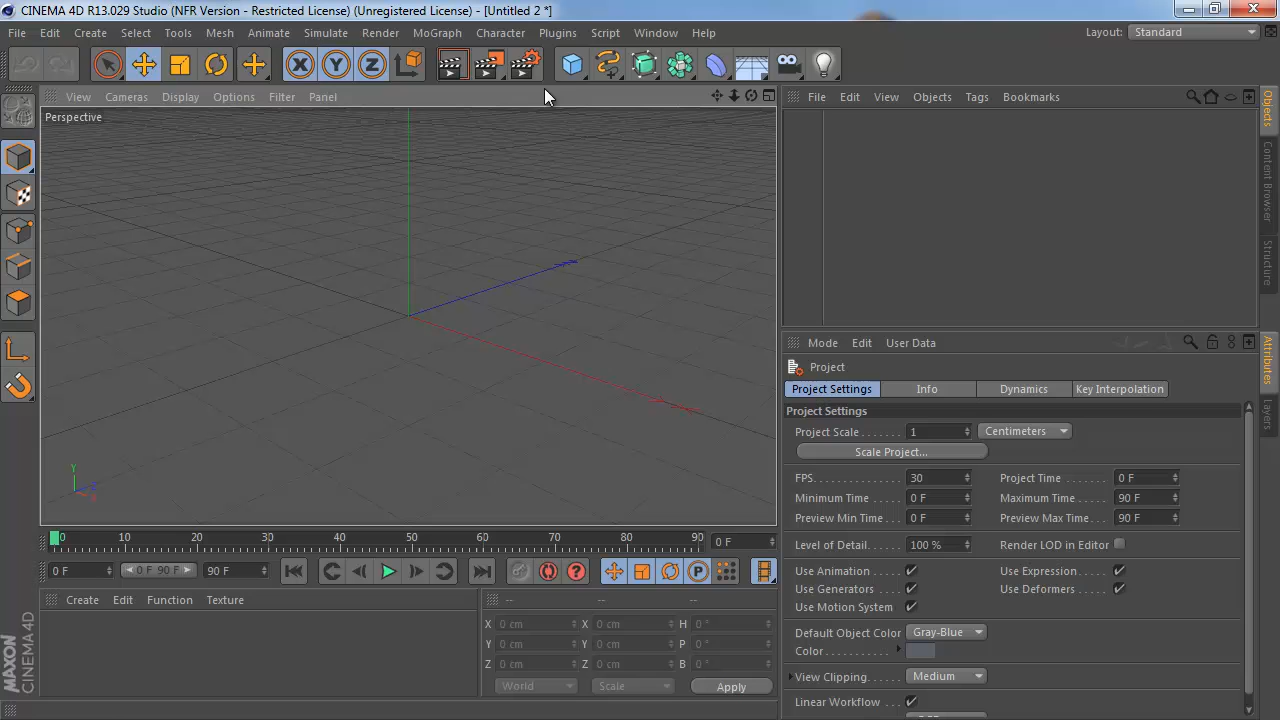 CINEMA 4D R13.029 Studio (NFR Version - Restricted License) (Unregistered License) - [Untitled 2 *]
File Edit Create Select Tools Mesh Animate Simulate Render MoGraph Character Plugins Script Window Help Layout: Standard
X Y Z
View Cameras Display Options Filter Panel
File Edit View Objects Tags Bookmarks
Perspective
Objects
Content Browser
Structure
Mode Edit User Data
Attributes
Layers
Project
Project Settings Info Dynamics Key Interpolation
Project Settings
Project Scale . . . . . . . 1 Centimeters
Scale Project...
FPS. . . . . . . . . . . . . . 30 Project Time . . . . . . . 0 F
Minimum Time . . . . 0 F Maximum Time. . . . 90 F
Preview Min Time . . 0 F Preview Max Time. . 90 F
Level of Detail. . . . . . 100 % Render LOD in Editor
Use Animation . . . . . Use Expression. . . . .
Use Generators . . . . Use Deformers . . . . .
Use Motion System
Default Object Color Gray-Blue
Color. . . . . . . . . . .
View Clipping. . . . . . Medium
Linear Workflow . . .
Y
Z
X
0 10 20 30 40 50 60 70 80 90 0 F
0 F 0 F 90 F 90 F ? P
Create Edit Function Texture
-- -- --
X 0 cm X 0 cm H 0 °
Y 0 cm Y 0 cm P 0 °
Z 0 cm Z 0 cm B 0 °
World Scale Apply
MAXON
CINEMA 4D